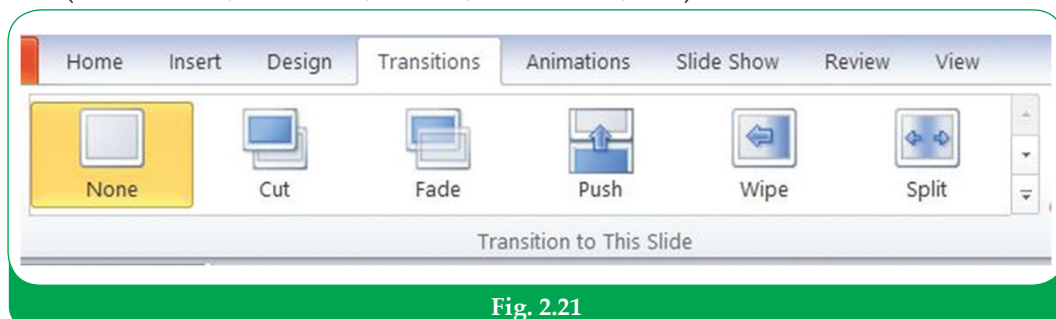 Home Insert Design Transitions Animations Slide Show Review View
None Cut Fade Push Wipe Split
Transition to This Slide
Fig. 2.21